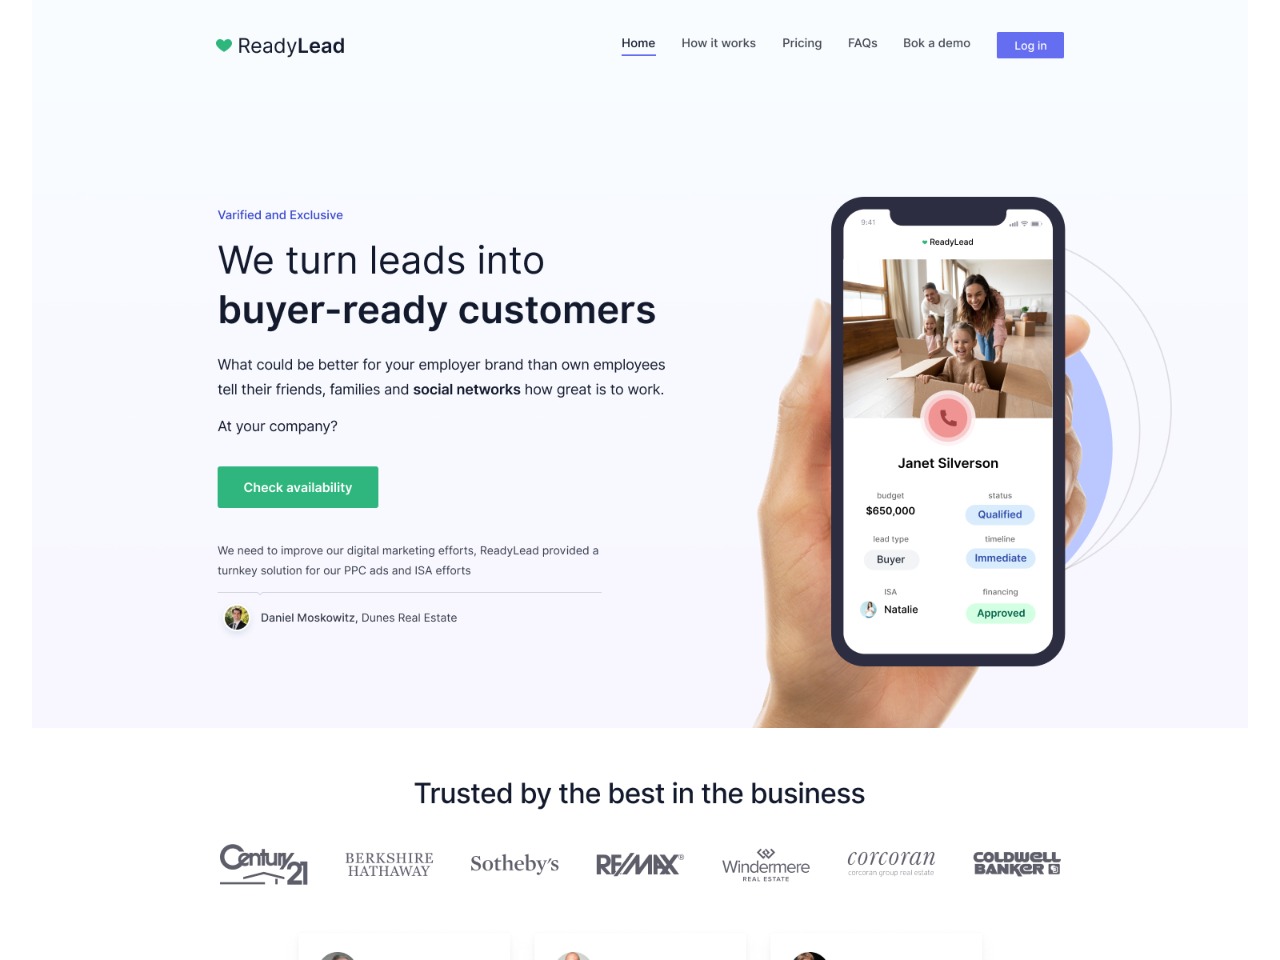 ReadyLead
Home How it works Pricing FAQs Bok a demo Log in
Varified and Exclusive
We turn leads into
buyer-ready customers
What could be better for your employer brand than own employees
tell their friends, families and social networks how great is to work.
At your company?
Check availability
We need to improve our digital marketing efforts, ReadyLead provided a
turnkey solution for our PPC ads and ISA efforts
Daniel Moskowitz, Dunes Real Estate
9:41
ReadyLead
Janet Silverson
budget status
$650,000 Qualified
lead type timeline
Buyer Immediate
ISA financing
Natalie Approved
Trusted by the best in the business
Century 21
BERKSHIRE
HATHAWAY
Sotheby's
RE/MAX®
Windermere
REAL ESTATE
corcoran
corcoran group real estate
COLDWELL
BANKER